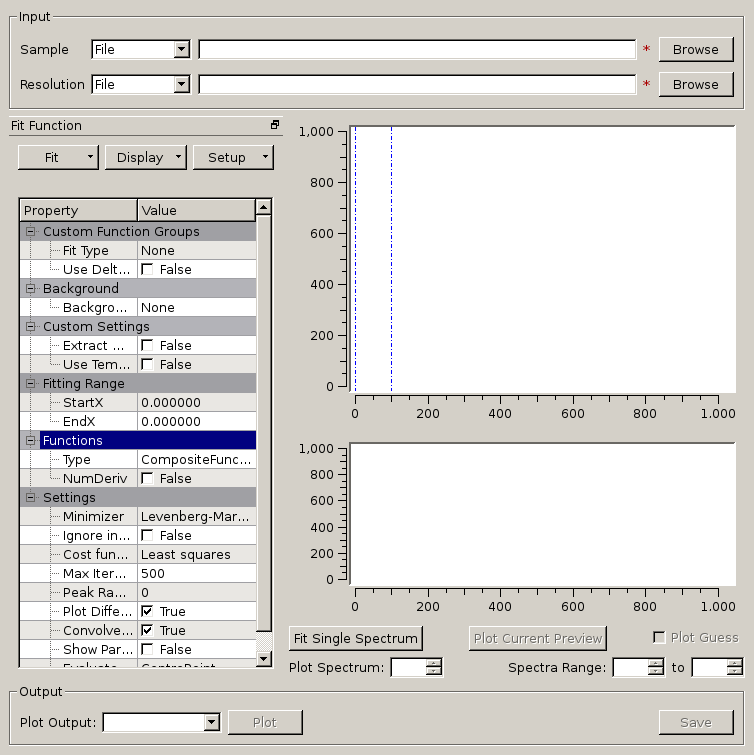 Input
Sample File * Browse
Resolution File * Browse
Fit Function
Fit Display Setup
Property Value
Custom Function Groups
Fit Type None
Use Delt... False
Background
Backgro... None
Custom Settings
Extract ... False
Use Tem... False
Fitting Range
StartX 0.000000
EndX 0.000000
Functions
Type CompositeFunc...
NumDeriv False
Settings
Minimizer Levenberg-Mar...
Ignore in... False
Cost fun... Least squares
Max Iter... 500
Peak Ra... 0
Plot Diffe... True
Convolve... True
Show Par... False
Evaluate CentrePoint
1,000
800
600
400
200
0
0 200 400 600 800 1.000
1,000
800
600
400
200
0
0 200 400 600 800 1.000
Fit Single Spectrum Plot Current Preview Plot Guess
Plot Spectrum: Spectra Range: to
Output
Plot Output: Plot Save